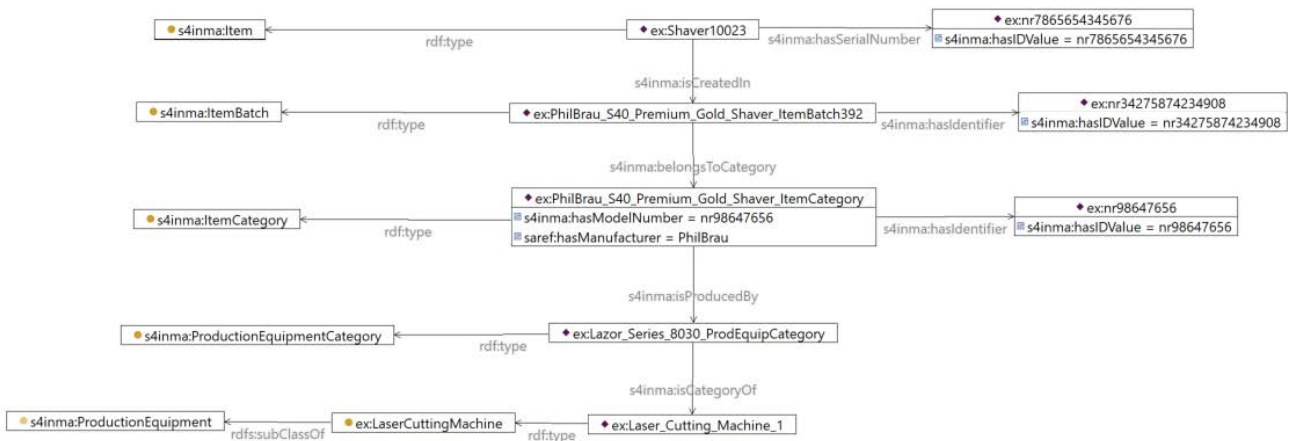 s4inma:Item
rdf:type
ex:Shaver10023
s4inma:hasSerialNumber
ex:nr7865654345676
s4inma:hasIDValue = nr7865654345676
s4inma:isCreatedIn
s4inma:ItemBatch
rdf:type
ex:PhilBrau_S40_Premium_Gold_Shaver_ItemBatch392
s4inma:hasIdentifier
ex:nr34275874234908
s4inma:hasIDValue = nr34275874234908
s4inma:belongsToCategory
s4inma:ItemCategory
rdf:type
ex:PhilBrau_S40_Premium_Gold_Shaver_ItemCategory
s4inma:hasModelNumber = nr98647656
saref:hasManufacturer = PhilBrau
s4inma:hasIdentifier
ex:nr98647656
s4inma:hasIDValue = nr98647656
s4inma:isProducedBy
s4inma:ProductionEquipmentCategory
rdf:type
ex:Lazor_Series_8030_ProdEquipCategory
s4inma:isCategoryOf
s4inma:ProductionEquipment
rdfs:subClassOf
ex:LaserCuttingMachine
rdf:type
ex:Laser_Cutting_Machine_1